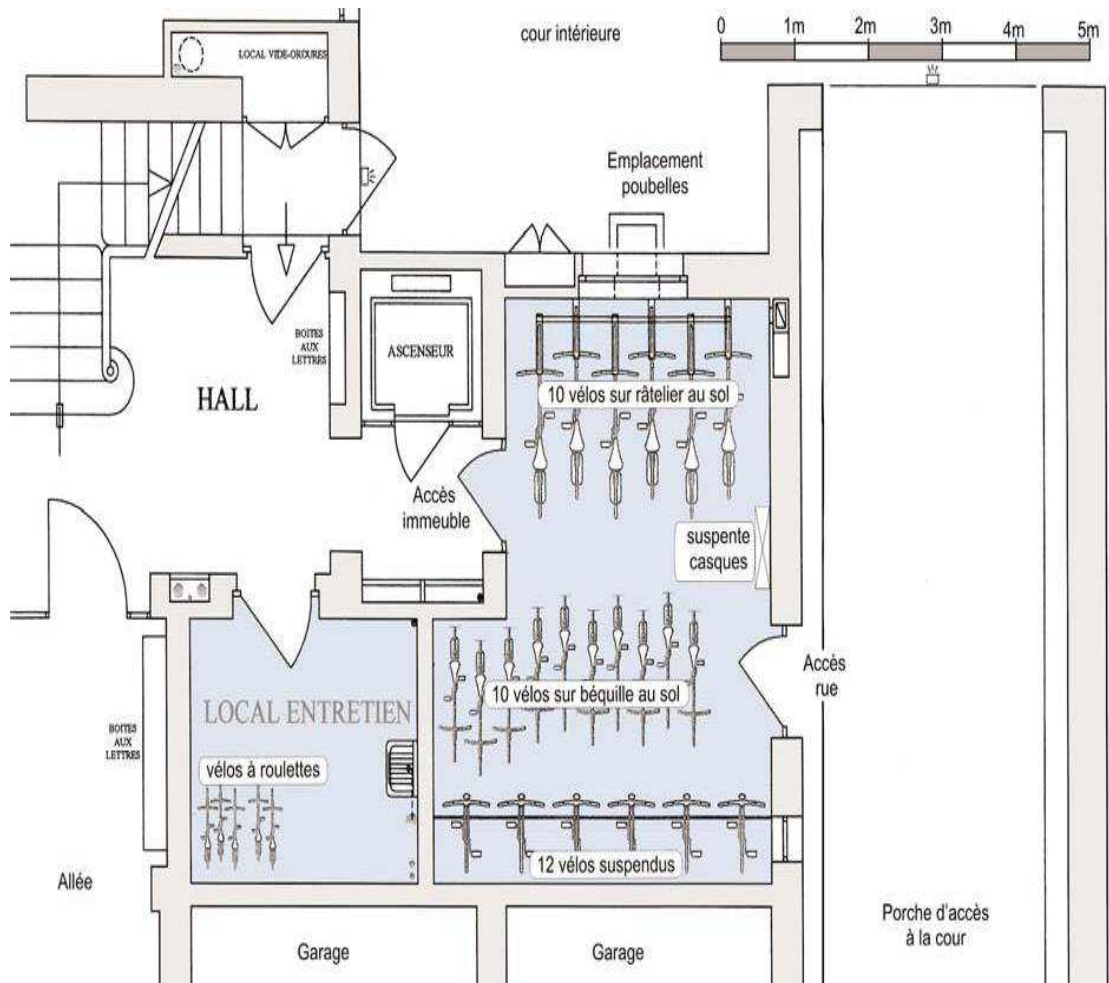 cour intérieure
0 1m 2m 3m 4m 5m
LOCAL VIDE-ORDURES
Emplacement
poubelles
BOITES
AUX
LETTRES
ASCENSEUR
HALL
10 vélos sur râtelier au sol
Accès
immeuble
suspente
casques
Accès
rue
10 vélos sur béquille au sol
LOCAL ENTRETIEN
BOITES
AUX
LETTRES
vélos à roulettes
12 vélos suspendus
Allée
Porche d'accès
à la cour
Garage
Garage